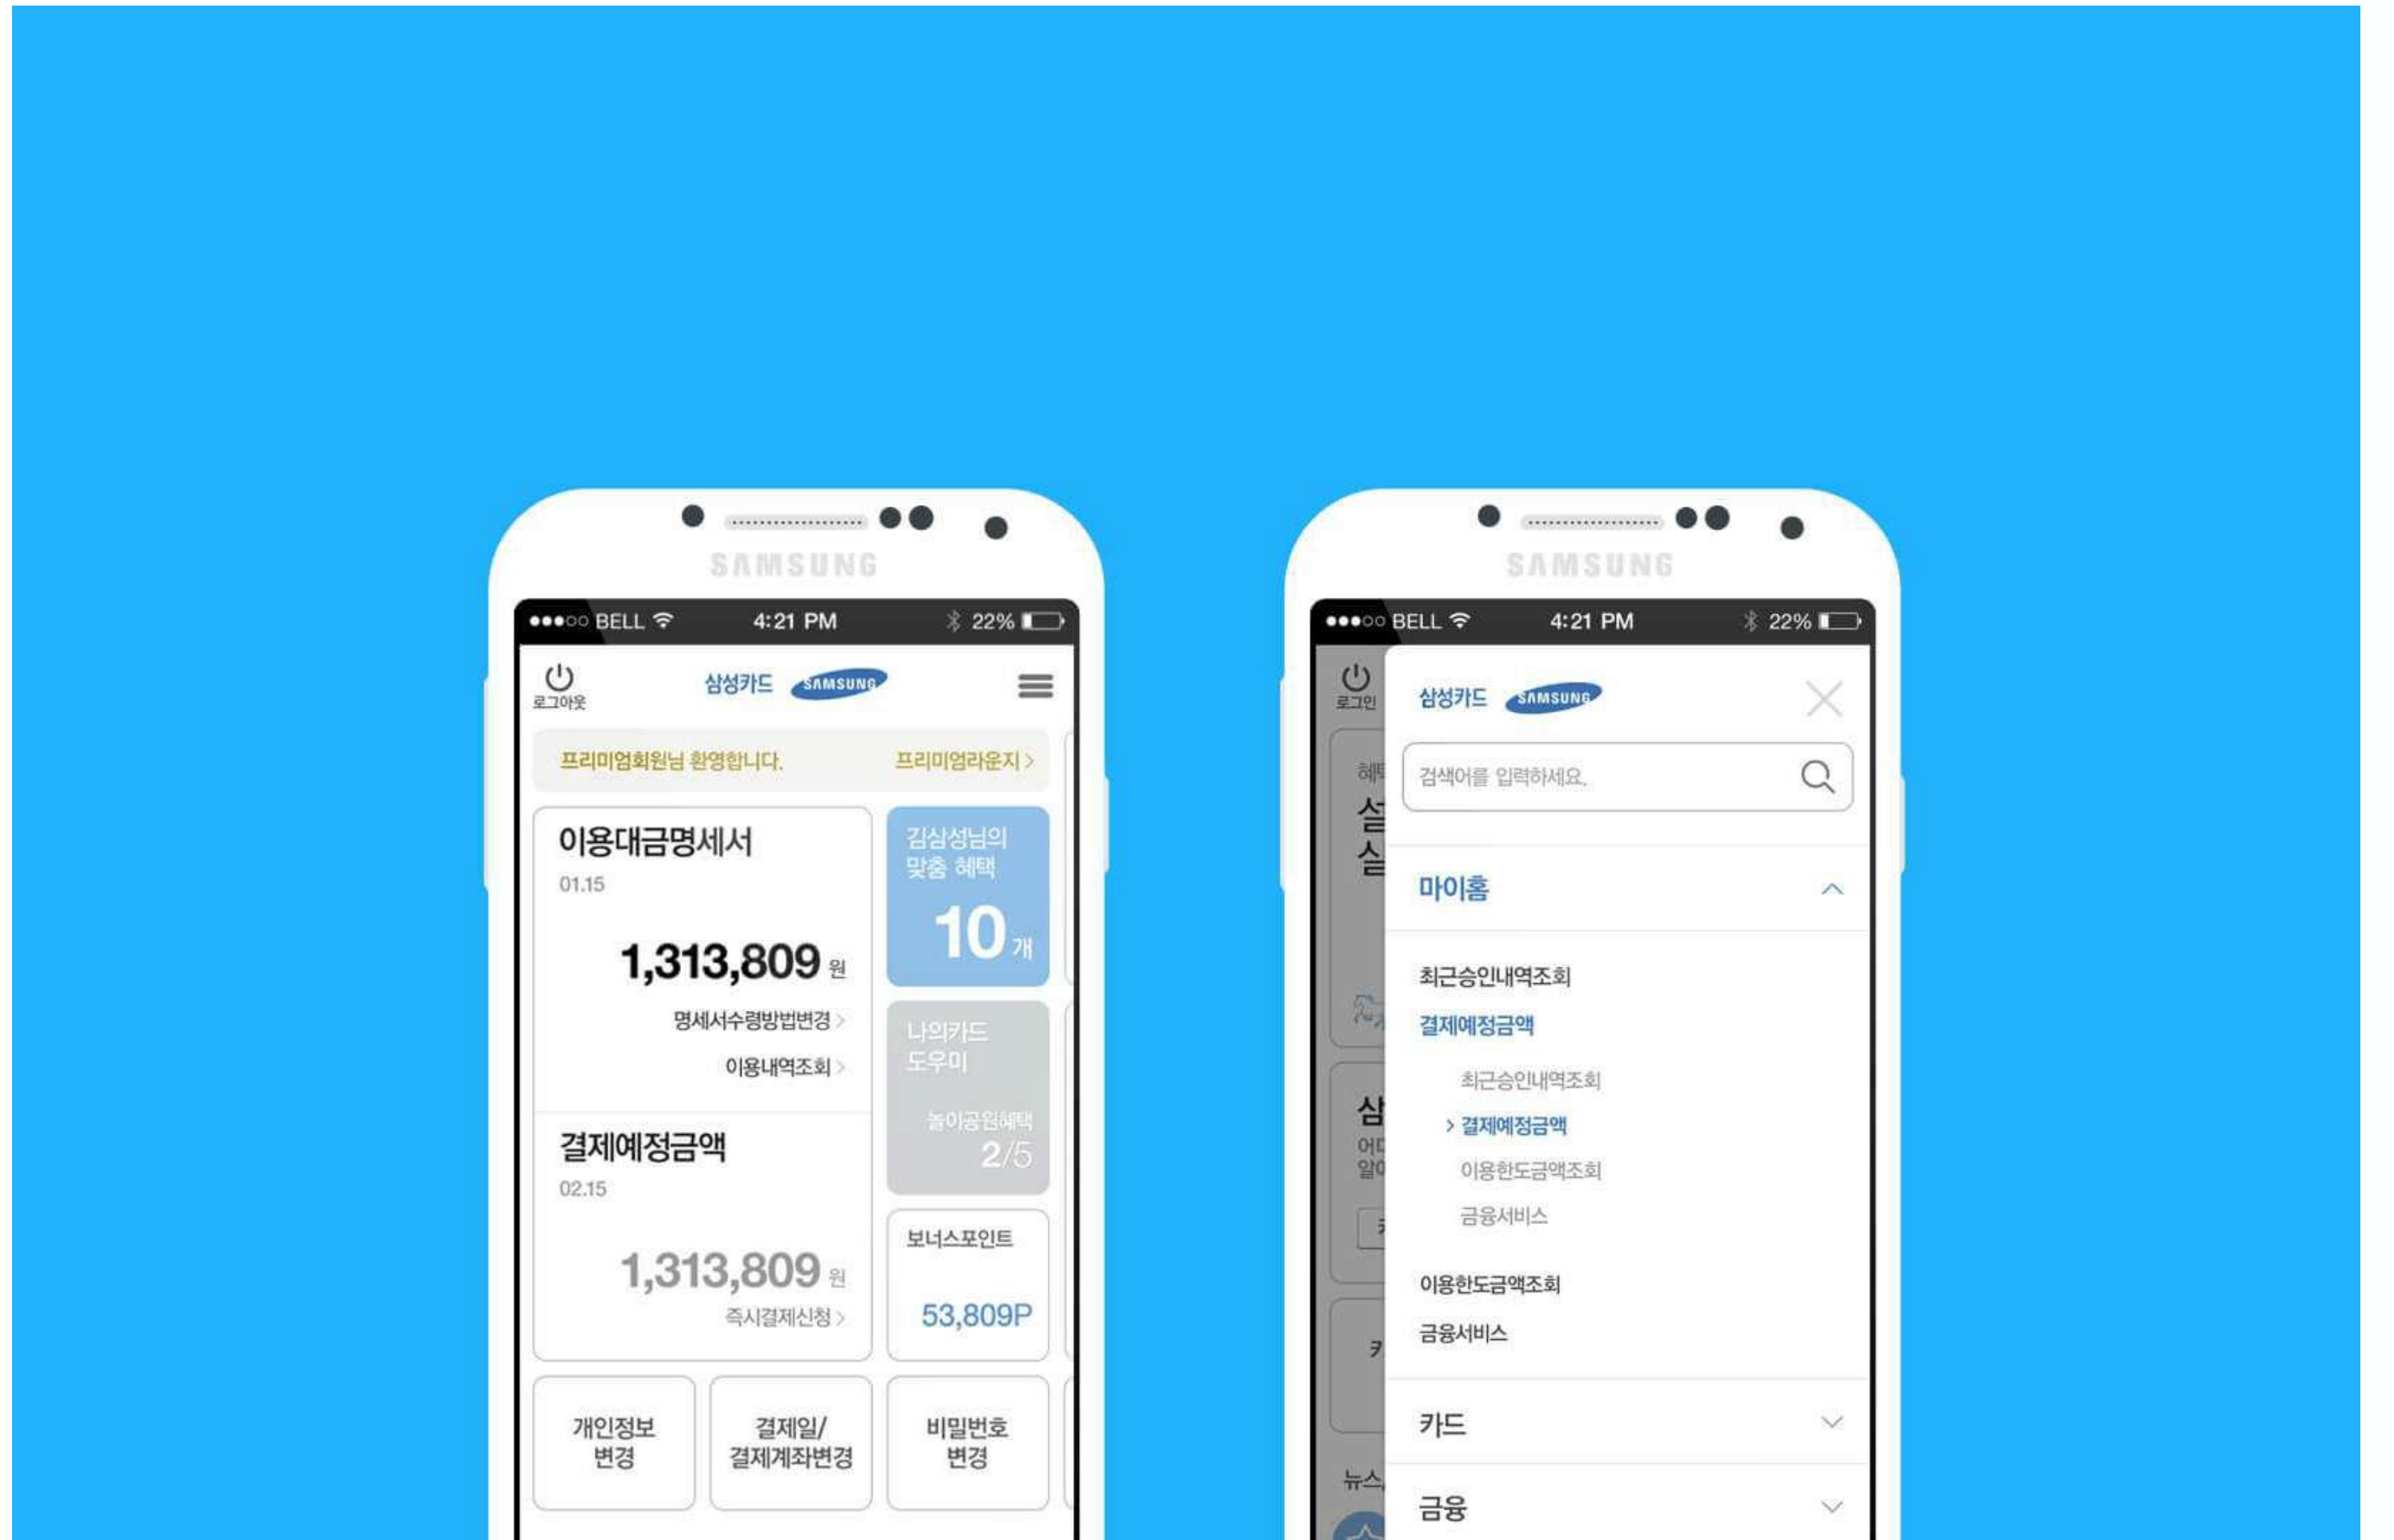 SAMSUNG
BELL 4:21 PM 22%
로그아웃
삼성카드 SAMSUNG
프리미엄회원님 환영합니다. 프리미엄라운지 >
이용대금명세서
01.15
1,313,809 원
명세서수령방법변경 >
이용내역조회 >
결제예정금액
02.15
1,313,809 원
즉시결제신청 >
김삼성님의
맞춤 혜택
10 개
나의카드
도우미
놀이공원혜택
2/5
보너스포인트
53,809P
개인정보
변경
결제일/
결제계좌변경
비밀번호
변경
SAMSUNG
BELL 4:21 PM 22%
로그인
혜택
삼
뉴스
삼성카드 SAMSUNG
검색어를 입력하세요.
마이홈
최근승인내역조회
결제예정금액
최근승인내역조회
> 결제예정금액
이용한도금액조회
금융서비스
이용한도금액조회
금융서비스
카드
금융